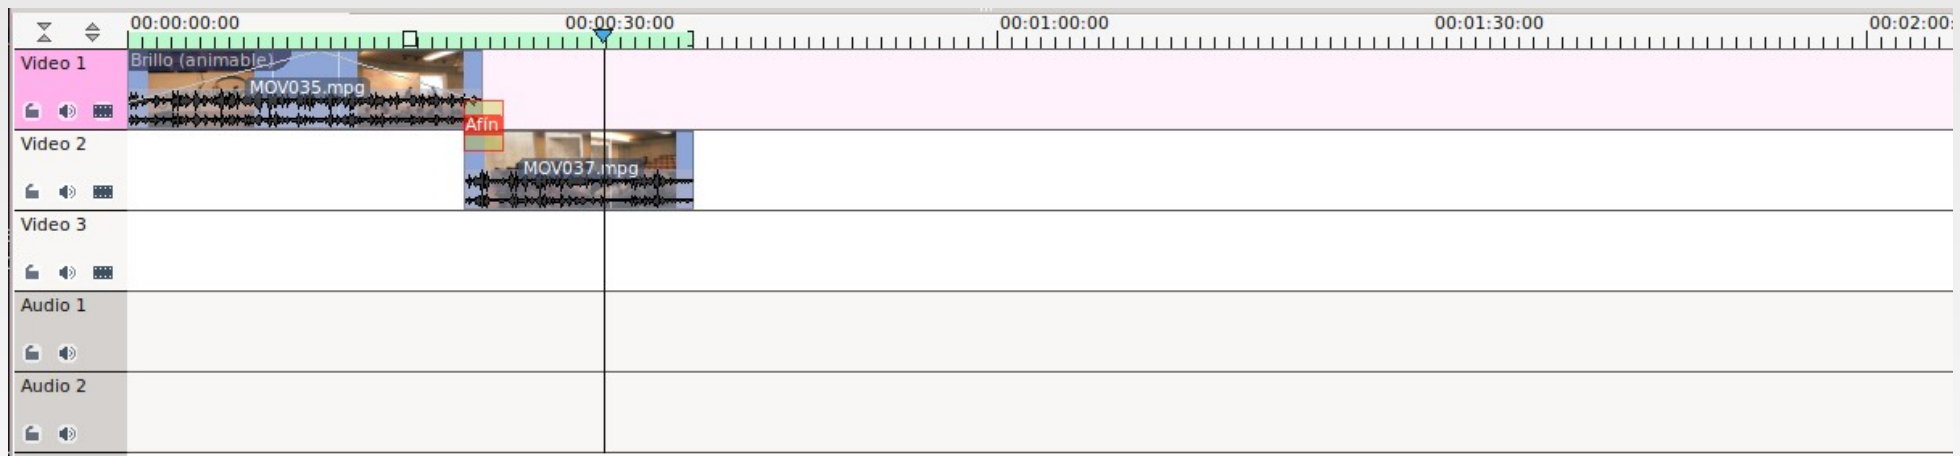 00:00:00:00 00:00:30:00 00:01:00:00 00:01:30:00 00:02:00:
Video 1
Brillo (animable)
MOV035.mpg
Afín
Video 2
MOV037.mpg
Video 3
Audio 1
Audio 2